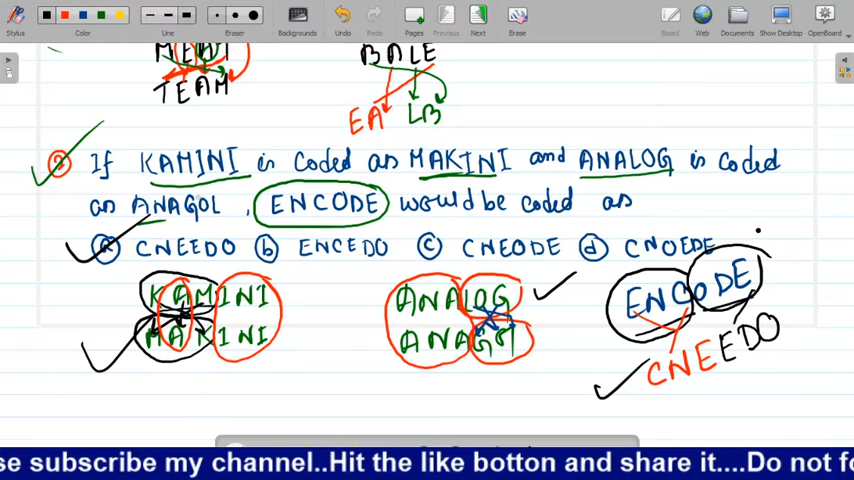 Stylus Color Line Eraser Backgrounds Undo Redo Pages Previous Next Erase Web Documents Show Desktop OpenBoard
BALE
TEAM
EA LB
② If KAMINI is coded as MAKINI and ANALOG is coded
as ANAGOL, ENCODE would be coded as
ⓐ CNEEDO ⓑ ENCEDO ⓒ CNEODE ⓓ CNOEDE
KAMINI ANALOG ENCODE
MAKINI
CNEEDO
se subscribe my channel..Hit the like botton and share it....Do not fo